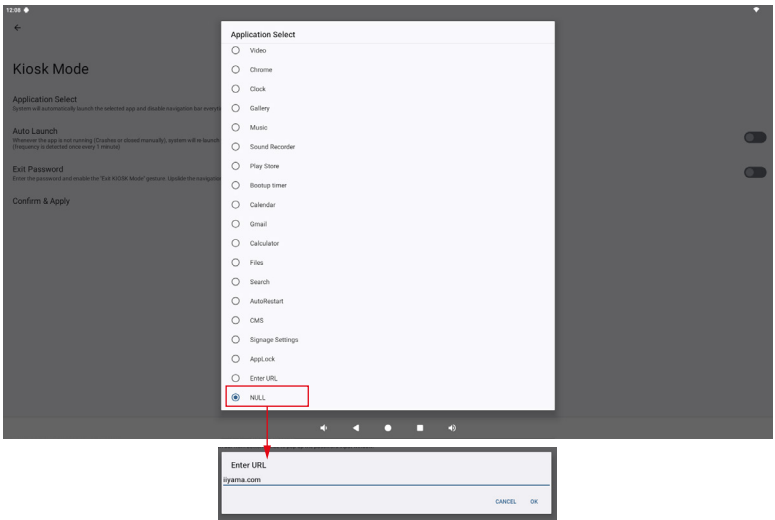 12:08
Kiosk Mode
Application Select
System will automatically launch the selected app and disable navigation bar everyti
Auto Launch
Whenever the app is not running (Crashes or closed manually), system will re launch
(frequency is detected once every 1 minute)
Exit Password
Enter the password and enable the "Exit KIOSK Mode" gesture: Upslide the navigation
Confirm & Apply
Application Select
Video
Chrome
Clock
Gallery
Music
Sound Recorder
Play Store
Bootup timer
Calendar
Gmail
Calculator
Files
Search
AutoRestart
CMS
Signage Settings
AppLock
Enter URL
NULL
Enter URL
iiyama.com
CANCEL OK